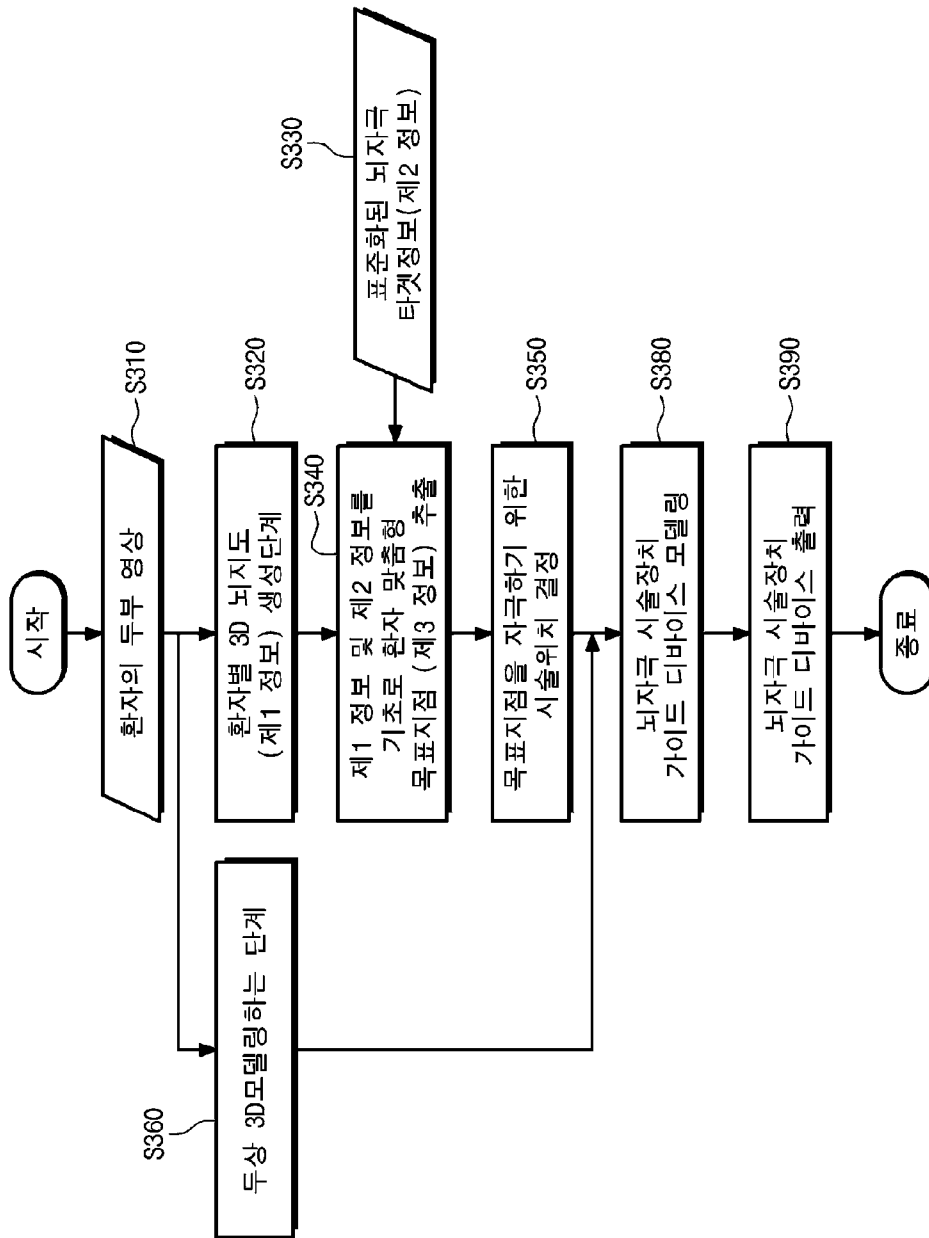 시작
환자의 두부 영상
S310
환자별 3D 뇌지도
(제1 정보) 생성단계
S320
표준화된 뇌자극
타겟정보(제2 정보)
S330
제1 정보 및 제2 정보를
기초로 환자 맞춤형
목표지점 (제3 정보) 추출
S340
목표지점을 자극하기 위한
시술위치 결정
S350
두상 3D모델링하는 단계
S360
뇌자극 시술장치
가이드 디바이스 모델링
S380
뇌자극 시술장치
가이드 디바이스 출력
S390
종료